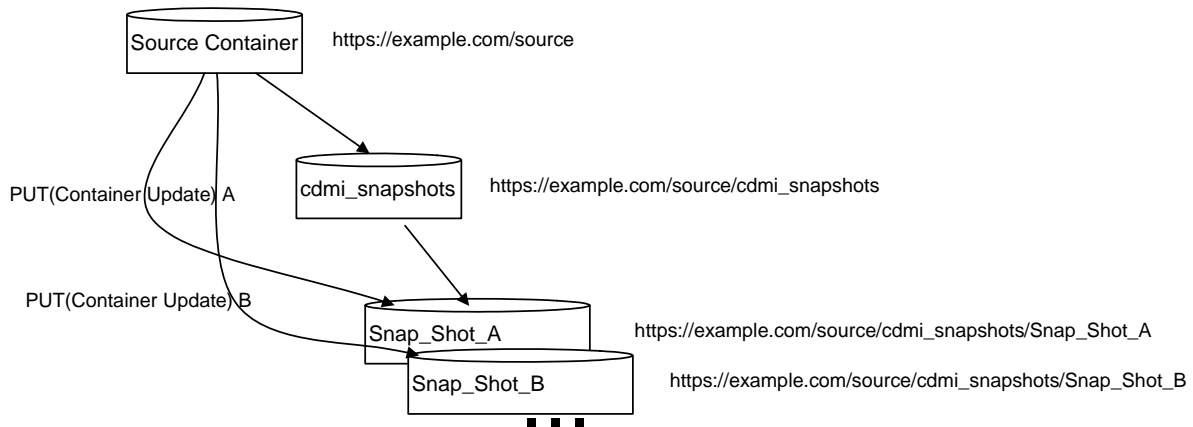 Source Container
https://example.com/source
cdmi_snapshots
https://example.com/source/cdmi_snapshots
PUT(Container Update) A
PUT(Container Update) B
Snap_Shot_A
https://example.com/source/cdmi_snapshots/Snap_Shot_A
Snap_Shot_B
https://example.com/source/cdmi_snapshots/Snap_Shot_B